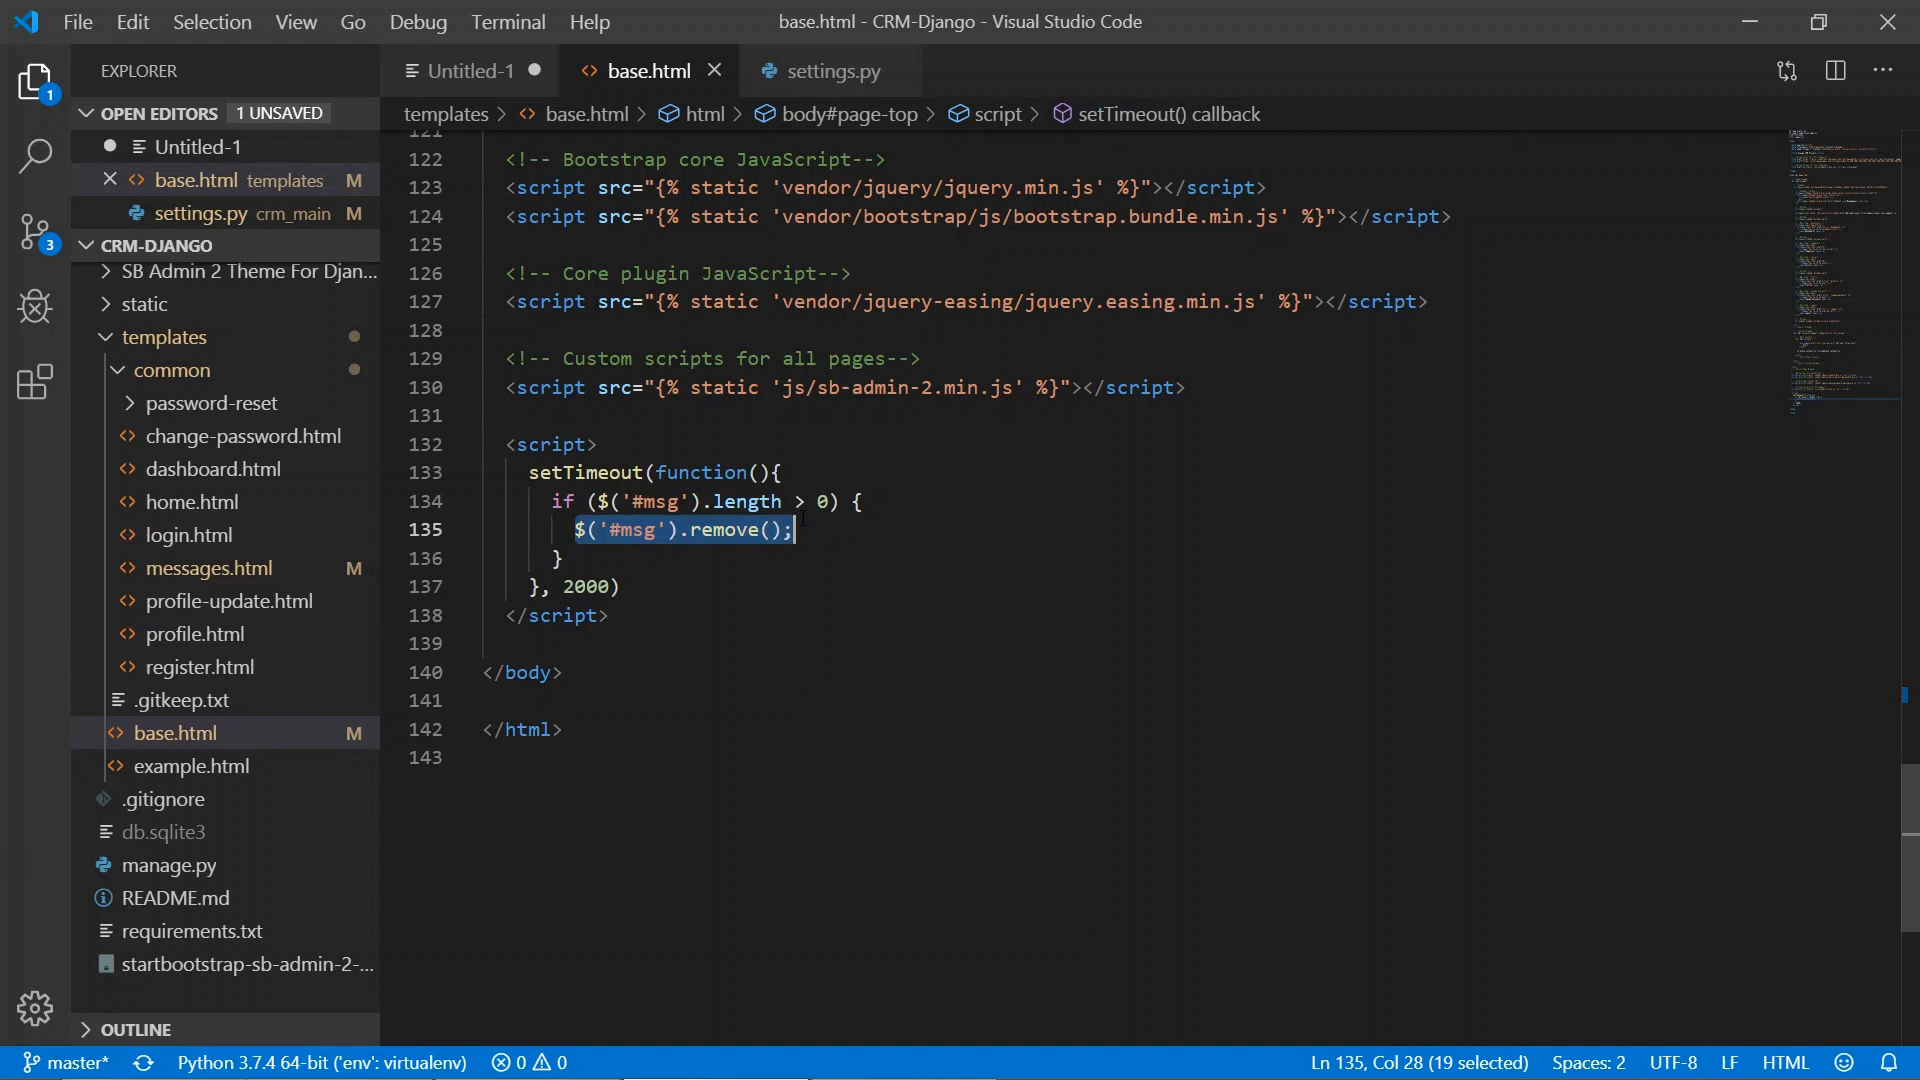 File Edit Selection View Go Debug Terminal Help
base.html - CRM-Django - Visual Studio Code
EXPLORER
OPEN EDITORS 1 UNSAVED
Untitled-1
base.html templates M
settings.py crm_main M
CRM-DJANGO
SB Admin 2 Theme For Djan...
static
templates
common
password-reset
change-password.html
dashboard.html
home.html
login.html
messages.html M
profile-update.html
profile.html
register.html
.gitkeep.txt
base.html M
example.html
.gitignore
db.sqlite3
manage.py
README.md
requirements.txt
startbootstrap-sb-admin-2-...
OUTLINE
1
3
Untitled-1
base.html
settings.py
templates > base.html > html > body#page-top > script > setTimeout() callback
121
122 <!-- Bootstrap core JavaScript-->
123 <script src="{% static 'vendor/jquery/jquery.min.js' %}"></script>
124 <script src="{% static 'vendor/bootstrap/js/bootstrap.bundle.min.js' %}"></script>
125
126 <!-- Core plugin JavaScript-->
127 <script src="{% static 'vendor/jquery-easing/jquery.easing.min.js' %}"></script>
128
129 <!-- Custom scripts for all pages-->
130 <script src="{% static 'js/sb-admin-2.min.js' %}"></script>
131
132 <script>
133 setTimeout(function(){
134 if ($('#msg').length > 0) {
135 $('#msg').remove();
136 }
137 }, 2000)
138 </script>
139
140 </body>
141
142 </html>
143
master* Python 3.7.4 64-bit ('env': virtualenv) 0 0
Ln 135, Col 28 (19 selected) Spaces: 2 UTF-8 LF HTML